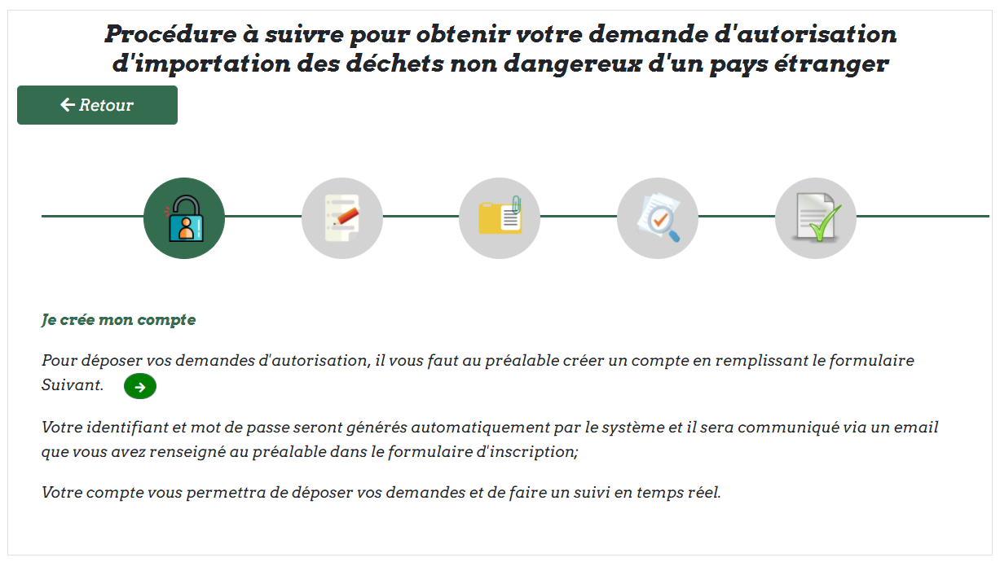 Procédure à suivre pour obtenir votre demande d'autorisation
d'importation des déchets non dangereux d'un pays étranger
Retour
Je crée mon compte
Pour déposer vos demandes d'autorisation, il vous faut au préalable créer un compte en remplissant le formulaire
Suivant.
Votre identifiant et mot de passe seront générés automatiquement par le système et il sera communiqué via un email
que vous avez renseigné au préalable dans le formulaire d'inscription;
Votre compte vous permettra de déposer vos demandes et de faire un suivi en temps réel.